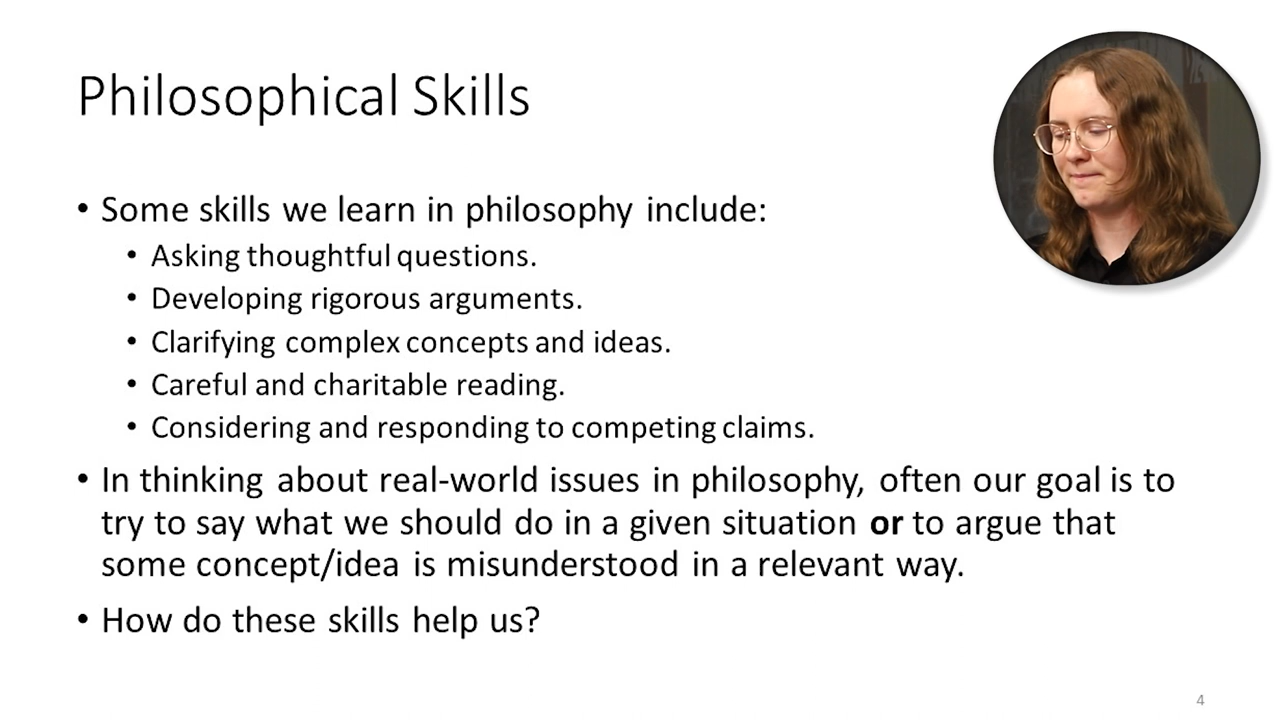 Philosophical Skills
• Some skills we learn in philosophy include:
• Asking thoughtful questions.
• Developing rigorous arguments.
• Clarifying complex concepts and ideas.
• Careful and charitable reading.
• Considering and responding to competing claims.
• In thinking about real-world issues in philosophy, often our goal is to
try to say what we should do in a given situation or to argue that
some concept/idea is misunderstood in a relevant way.
• How do these skills help us?
4